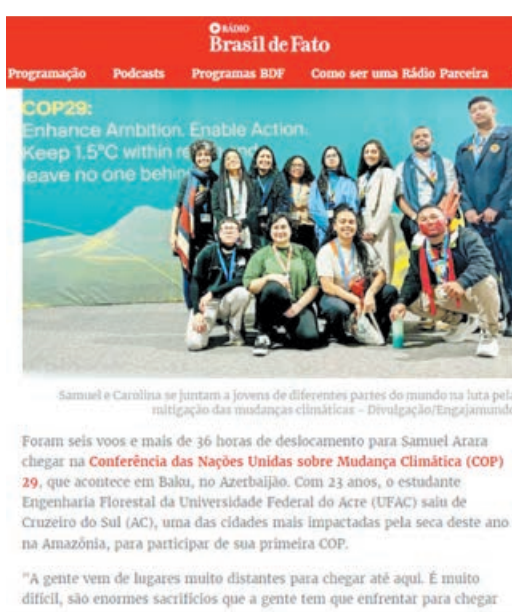 RÁDIO
Brasil de Fato
Programação Podcasts Programas BDF Como ser uma Rádio Parceira
COP29:
Enhance Ambition. Enable Action.
Keep 1.5°C within re
leave no one behin
Samuel e Carolina se juntam a jovens de diferentes partes do mundo na luta pela
mitigação das mudanças climáticas - Divulgação/Engajamundo
Foram seis voos e mais de 36 horas de deslocamento para Samuel Arara
chegar na Conferência das Nações Unidas sobre Mudança Climática (COP)
29, que acontece em Baku, no Azerbaijão. Com 23 anos, o estudante
Engenharia Florestal da Universidade Federal do Acre (UFAC) saiu de
Cruzeiro do Sul (AC), uma das cidades mais impactadas pela seca deste ano
na Amazônia, para participar de sua primeira COP.
"A gente vem de lugares muito distantes para chegar até aqui. É muito
difícil, são enormes sacrifícios que a gente tem que enfrentar para chegar